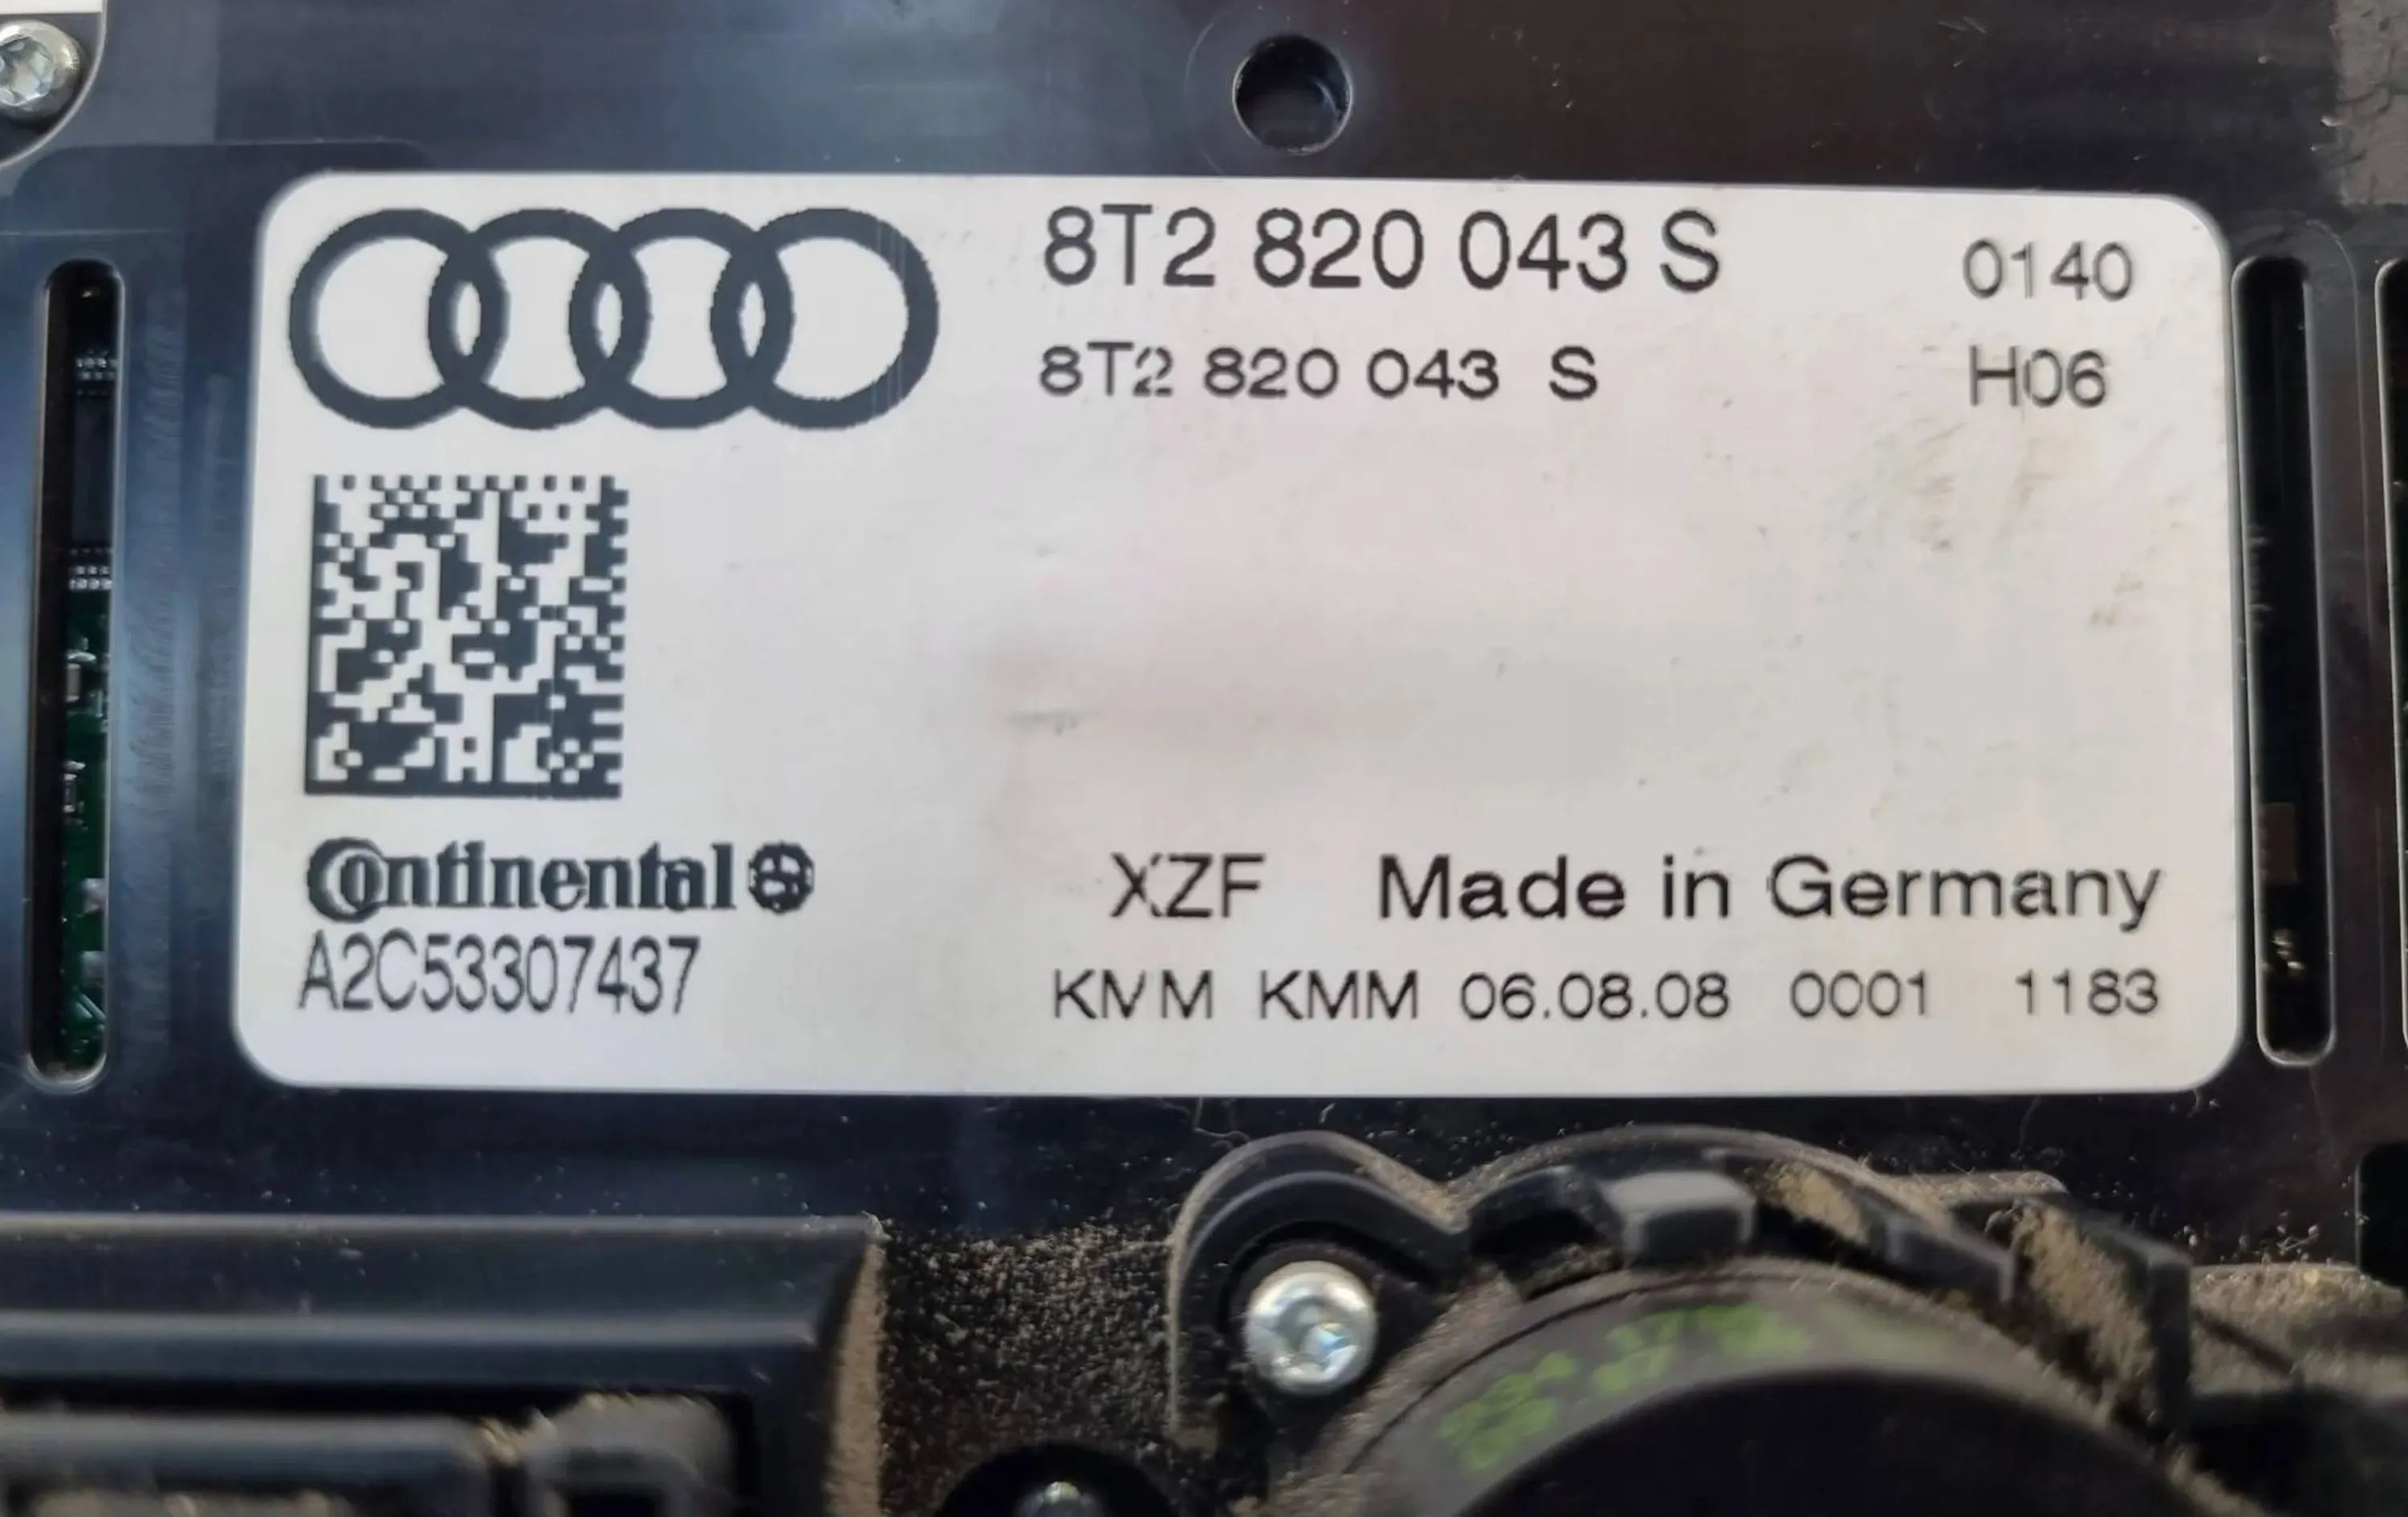 8T2 820 043 S 0140
8T2 820 043 S H06
Continental
A2C53307437
XZF Made in Germany
KMM KMM 06.08.08 0001 1183